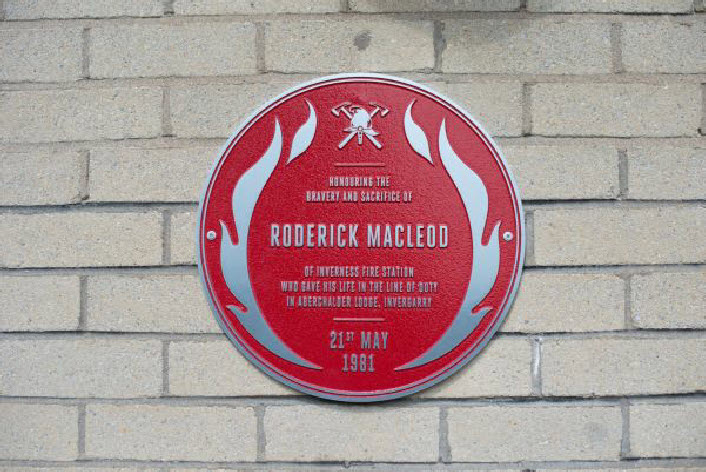 HONOURING THE
BRAVERY AND SACRIFICE OF
RODERICK MACLEOD
OF INVERNESS FIRE STATION
WHO GAVE HIS LIFE IN THE LINE OF DUTY
IN ABERSHALDER LODGE, INVERGARRY
21ST MAY
1981